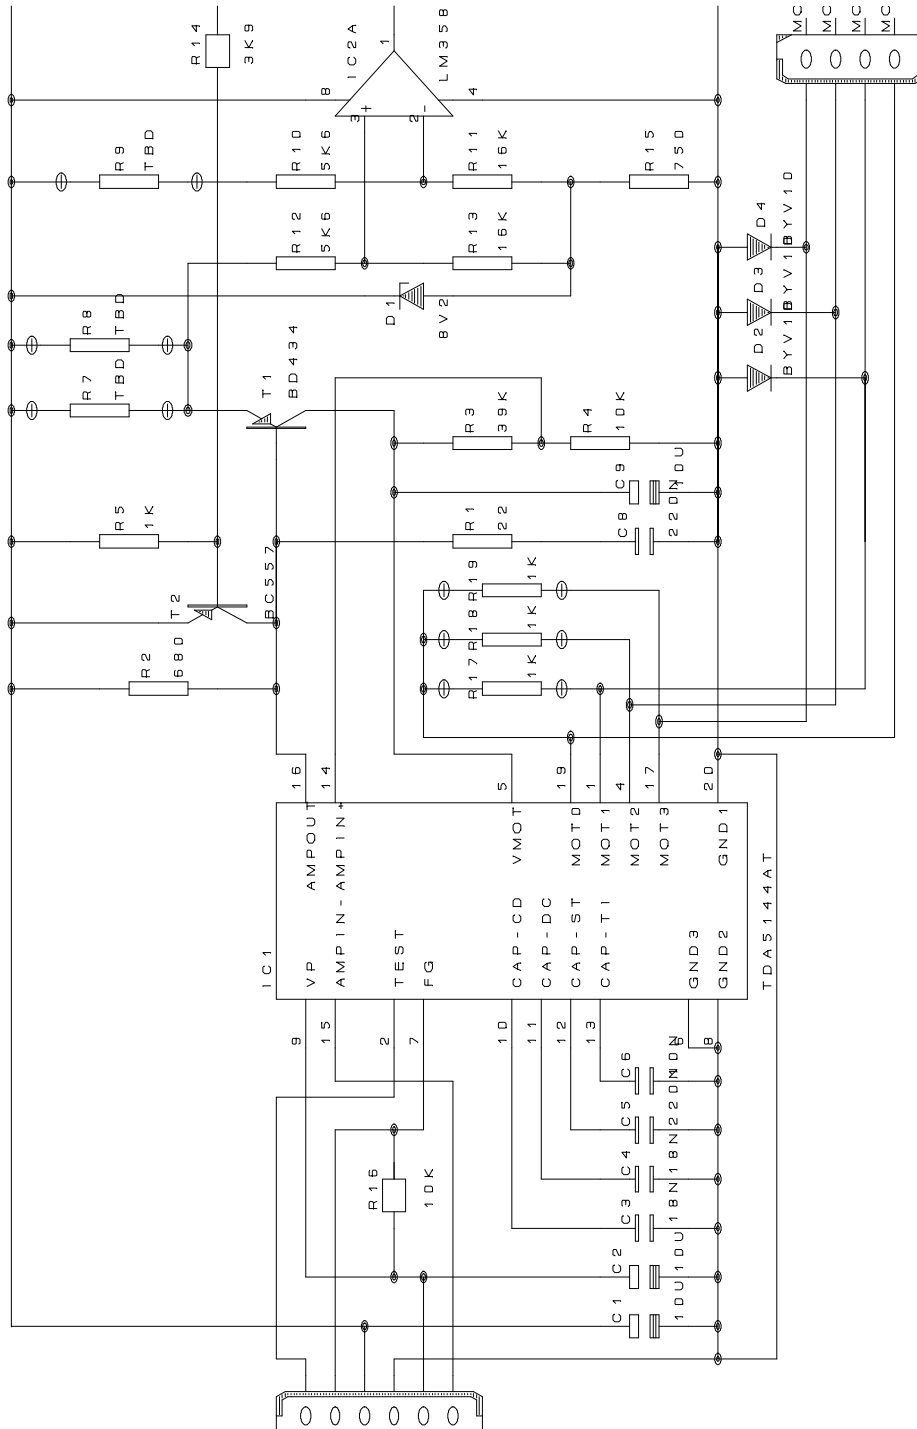 R14
3K9
IC2A
LM358
1
8
4
3
2
+
-
R9
TBD
R10
5K6
R11
16K
R15
750
R12
5K6
R13
16K
D1
8V2
R8
TBD
R7
TBD
T1
BD434
R3
39K
R4
10K
C9
10U
C8
220N
R1
22
R5
1K
T2
BC557
R2
680
R19
1K
R18
1K
R17
1K
D4
BYV10
D3
BYV10
D2
BYV10
MC
MC
MC
MC
16
14
5
19
1
4
17
20
AMPOUT
AMPIN-AMPIN+
VMOT
MOT0
MOT1
MOT2
MOT3
GND1
IC1
TDA5144AT
VP
TEST
FG
CAP-CD
CAP-DC
CAP-ST
CAP-TI
GND3
GND2
9
15
2
7
10
11
12
13
6
8
C6
10N
C5
220N
C4
18N
C3
18N
C2
10U
C1
10U
R16
10K